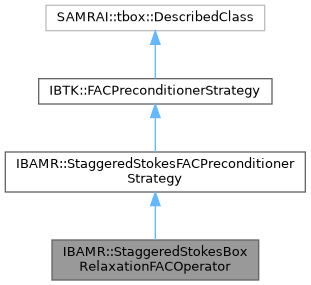 SAMRAI::tbox::DescribedClass
IBTK::FACPreconditionerStrategy
IBAMR::StaggeredStokesFACPreconditioner
Strategy
IBAMR::StaggeredStokesBox
RelaxationFACOperator